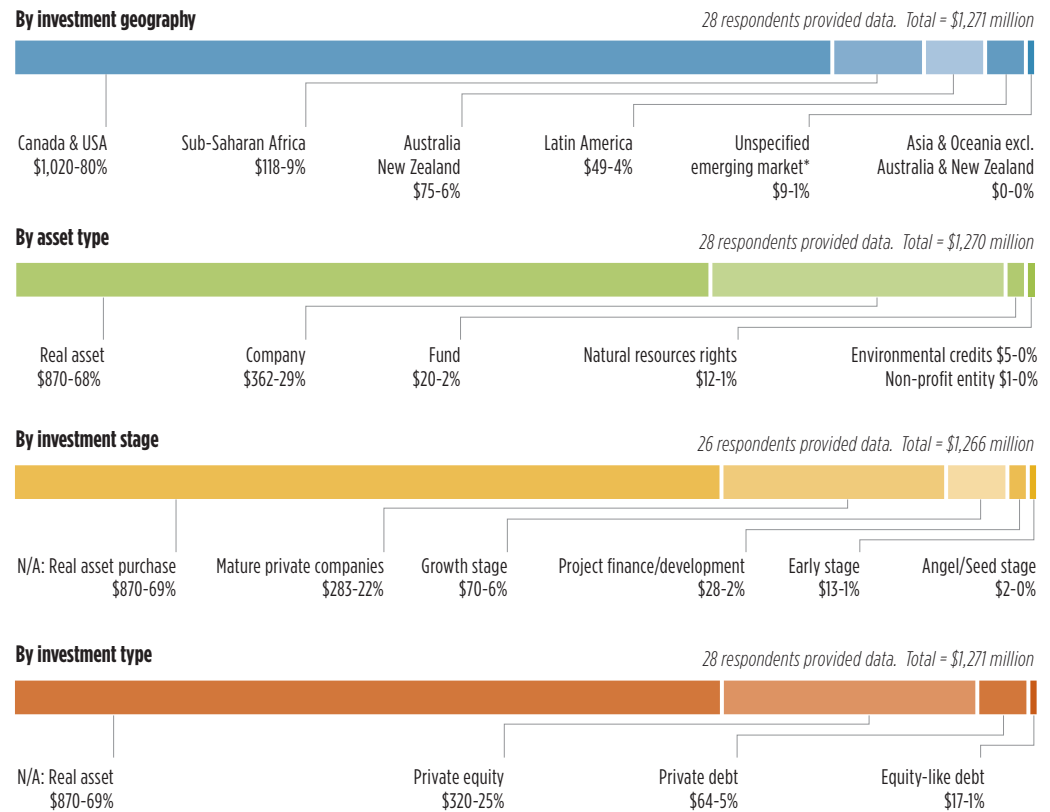 By investment geography
28 respondents provided data. Total = $1,271 million
Canada & USA
$1,020-80%
Sub-Saharan Africa
$118-9%
Australia
New Zealand
$75-6%
Latin America
$49-4%
Unspecified
emerging market*
$9-1%
Asia & Oceania excl.
Australia & New Zealand
$0-0%
By asset type
28 respondents provided data. Total = $1,270 million
Real asset
$870-68%
Company
$362-29%
Fund
$20-2%
Natural resources rights
$12-1%
Environmental credits $5-0%
Non-profit entity $1-0%
By investment stage
26 respondents provided data. Total = $1,266 million
N/A: Real asset purchase
$870-69%
Mature private companies
$283-22%
Growth stage
$70-6%
Project finance/development
$28-2%
Early stage
$13-1%
Angel/Seed stage
$2-0%
By investment type
28 respondents provided data. Total = $1,271 million
N/A: Real asset
$870-69%
Private equity
$320-25%
Private debt
$64-5%
Equity-like debt
$17-1%